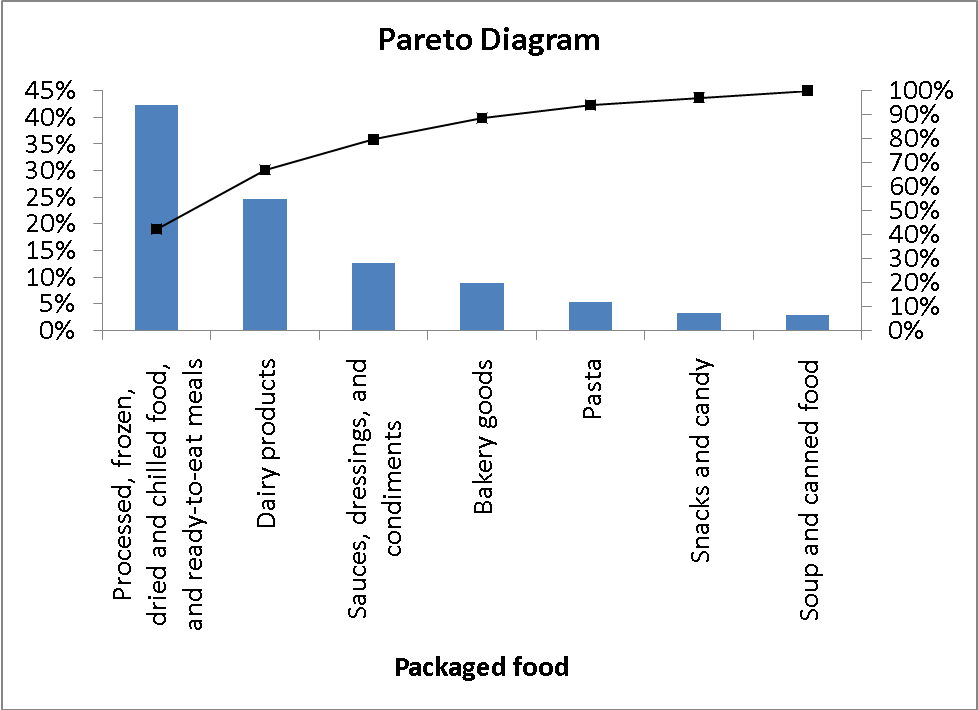 Pareto Diagram
45%
40%
35%
30%
25%
20%
15%
10%
5%
0%
100%
90%
80%
70%
60%
50%
40%
30%
20%
10%
0%
Processed, frozen,
dried and chilled food,
and ready-to-eat meals
Dairy products
Sauces, dressings, and
condiments
Bakery goods
Pasta
Snacks and candy
Soup and canned food
Packaged food